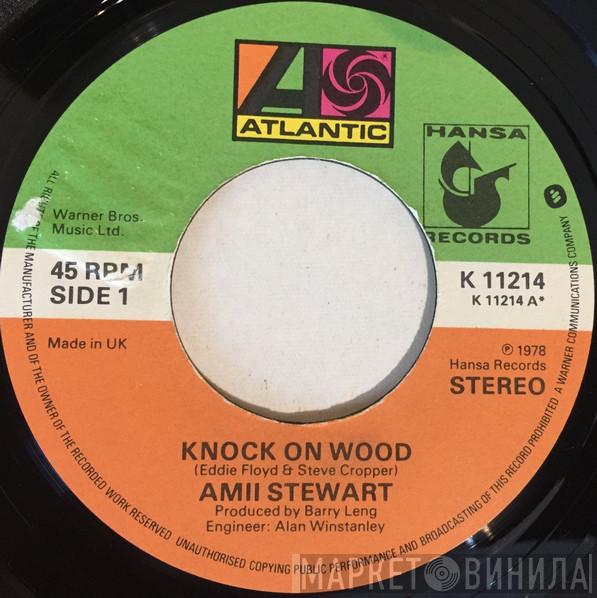 ATLANTIC
HANSA
RECORDS
Warner Bros.
Music Ltd.
45 RPM
SIDE 1
K 11214
K 11214 A*
Made in UK
℗ 1978
Hansa Records
STEREO
KNOCK ON WOOD
(Eddie Floyd & Steve Cropper)
AMII STEWART
Produced by Barry Leng
Engineer: Alan Winstanley
ALL RIGHTS OF THE MANUFACTURER AND OF THE OWNER OF THE RECORDED WORK RESERVED UNAUTHORISED COPYING PUBLIC PERFORMANCE AND BROADCASTING OF THIS RECORD PROHIBITED A WARNER COMMUNICATIONS COMPANY
МАРКЕТ ВИНИЛА